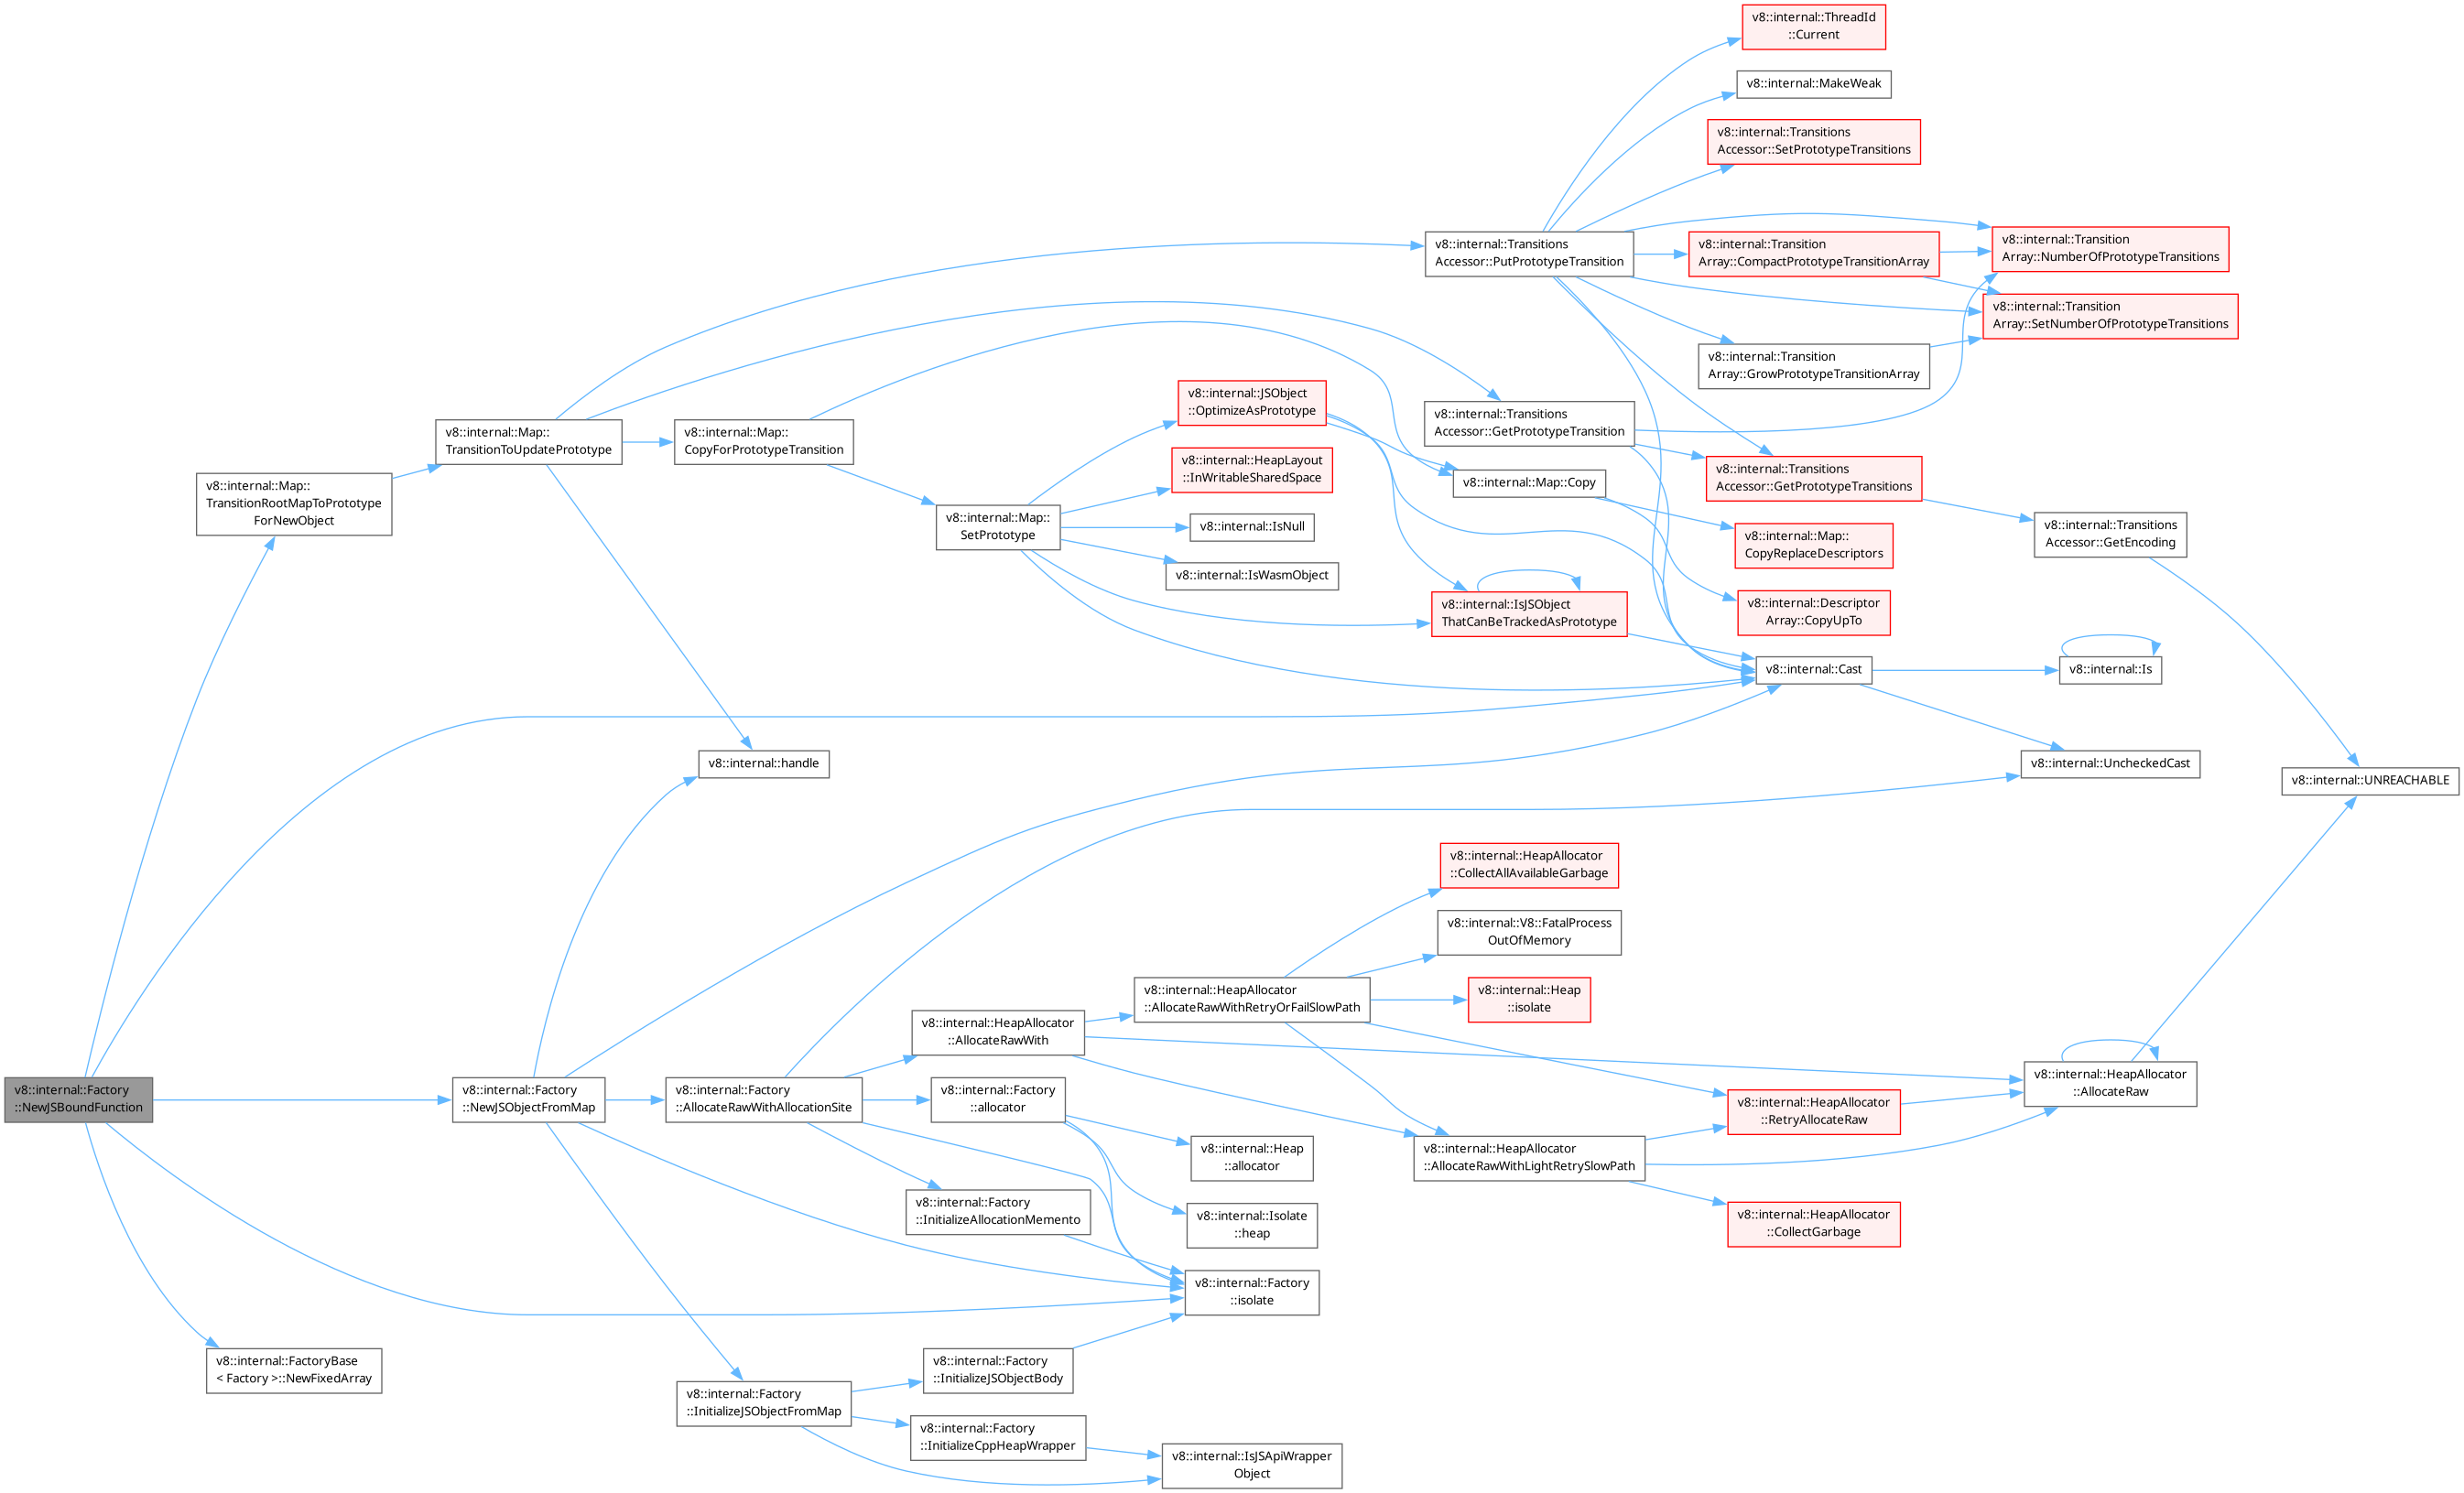 v8::internal::ThreadId
::Current
v8::internal::MakeWeak
v8::internal::Transitions
Accessor::SetPrototypeTransitions
v8::internal::Transitions
Accessor::PutPrototypeTransition
v8::internal::Transition
Array::CompactPrototypeTransitionArray
v8::internal::Transition
Array::NumberOfPrototypeTransitions
v8::internal::Transition
Array::SetNumberOfPrototypeTransitions
v8::internal::Transition
Array::GrowPrototypeTransitionArray
v8::internal::JSObject
::OptimizeAsPrototype
v8::internal::Transitions
Accessor::GetPrototypeTransition
v8::internal::Map::
TransitionToUpdatePrototype
v8::internal::Map::
CopyForPrototypeTransition
v8::internal::HeapLayout
::InWritableSharedSpace
v8::internal::Map::Copy
v8::internal::Transitions
Accessor::GetPrototypeTransitions
v8::internal::Map::
TransitionRootMapToPrototype
ForNewObject
v8::internal::Map::
SetPrototype
v8::internal::IsNull
v8::internal::Map::
CopyReplaceDescriptors
v8::internal::Transitions
Accessor::GetEncoding
v8::internal::IsWasmObject
v8::internal::IsJSObject
ThatCanBeTrackedAsPrototype
v8::internal::Descriptor
Array::CopyUpTo
v8::internal::Cast
v8::internal::Is
v8::internal::handle
v8::internal::UncheckedCast
v8::internal::UNREACHABLE
v8::internal::HeapAllocator
::CollectAllAvailableGarbage
v8::internal::V8::FatalProcess
OutOfMemory
v8::internal::HeapAllocator
::AllocateRawWithRetryOrFailSlowPath
v8::internal::Heap
::isolate
v8::internal::HeapAllocator
::AllocateRawWith
v8::internal::Factory
::NewJSBoundFunction
v8::internal::Factory
::NewJSObjectFromMap
v8::internal::Factory
::AllocateRawWithAllocationSite
v8::internal::Factory
::allocator
v8::internal::HeapAllocator
::RetryAllocateRaw
v8::internal::HeapAllocator
::AllocateRaw
v8::internal::Heap
::allocator
v8::internal::HeapAllocator
::AllocateRawWithLightRetrySlowPath
v8::internal::Factory
::InitializeAllocationMemento
v8::internal::Isolate
::heap
v8::internal::HeapAllocator
::CollectGarbage
v8::internal::Factory
::isolate
v8::internal::FactoryBase
< Factory >::NewFixedArray
v8::internal::Factory
::InitializeJSObjectBody
v8::internal::Factory
::InitializeJSObjectFromMap
v8::internal::Factory
::InitializeCppHeapWrapper
v8::internal::IsJSApiWrapper
Object